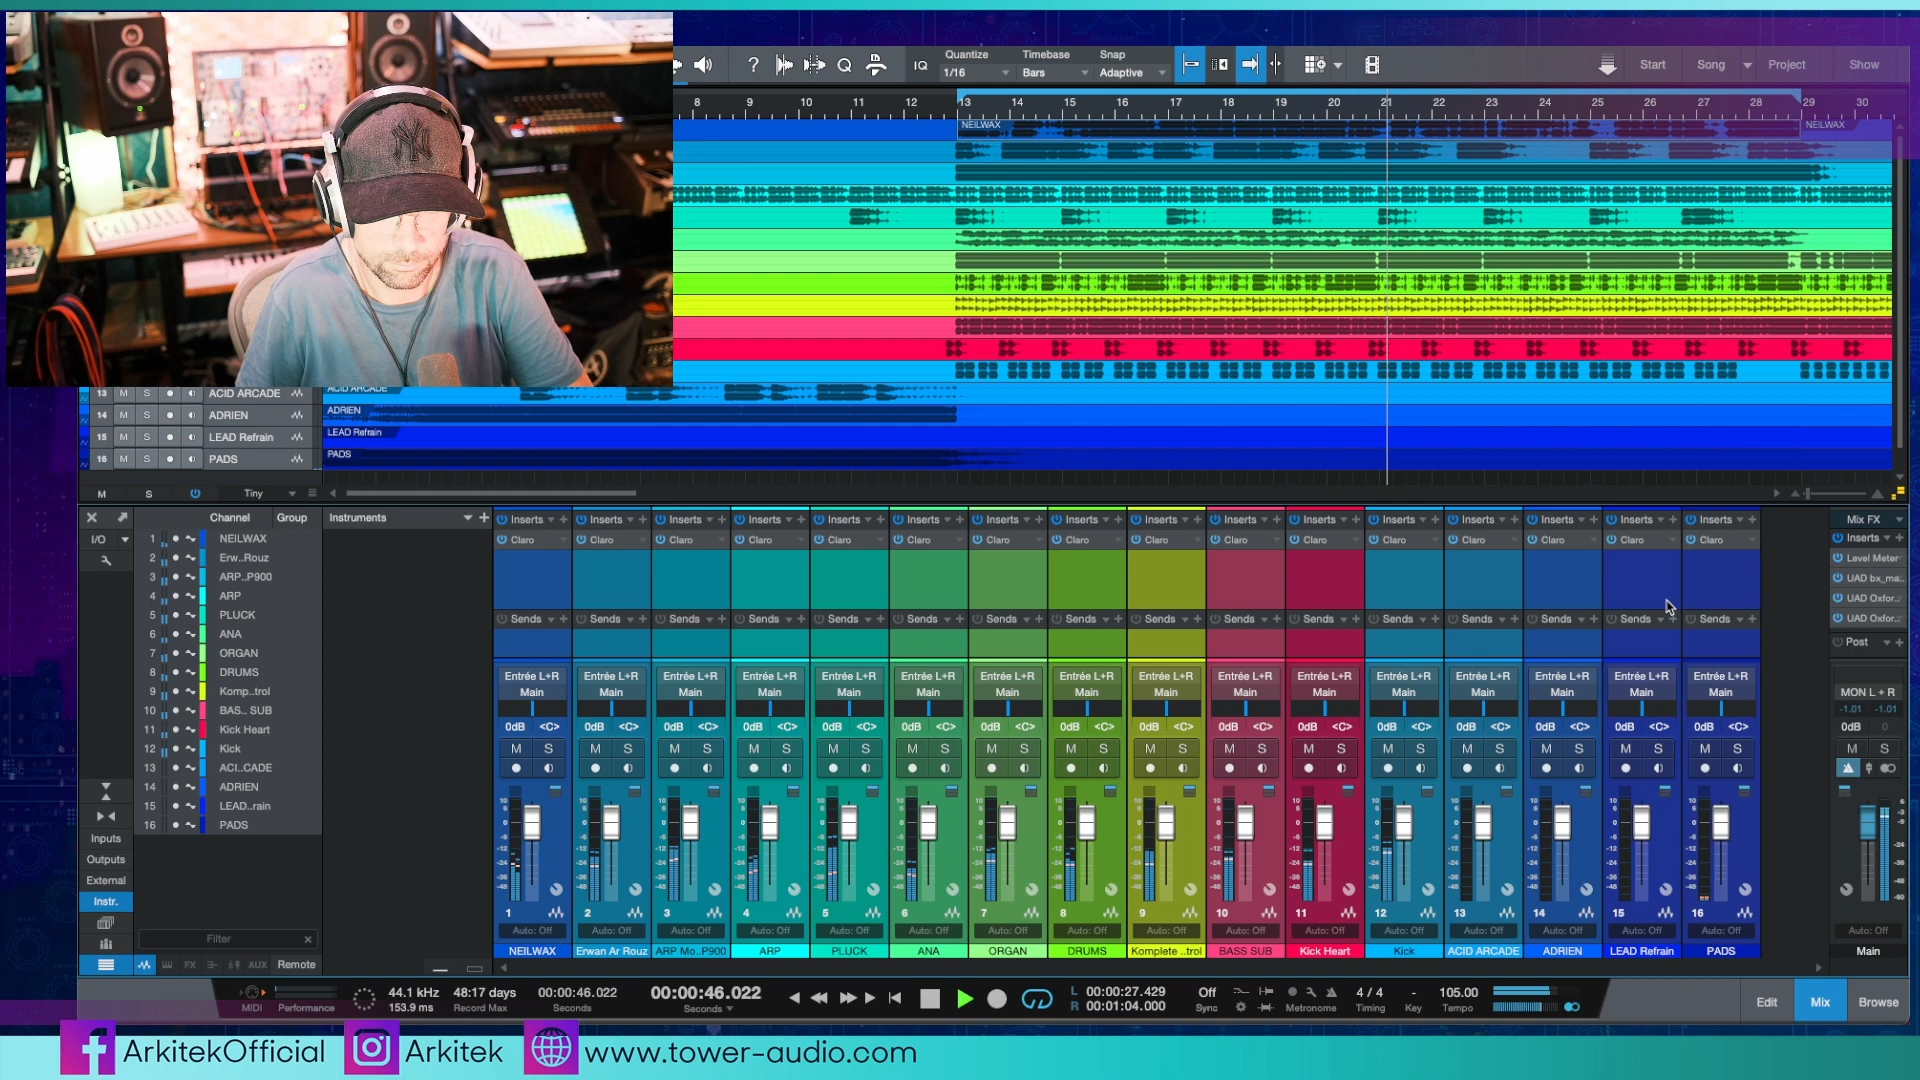 Quantize Timebase Snap
? Q IQ 1/16 Bars Adaptive Start Song Project Show
8 9 10 11 12 13 14 15 16 17 18 19 20 21 22 23 24 25 26 27 28 29 30
NEILWAX NEILWAX
13 M S ACID ARCADE ACID ARCADE
14 M S ADRIEN ADRIEN
15 M S LEAD Refrain LEAD Refrain
16 M S PADS PADS
M S Tiny
Channel Group Instruments
I/O
1 NEILWAX
2 Erw..Rouz
3 ARP..P900
4 ARP
5 PLUCK
6 ANA
7 ORGAN
8 DRUMS
9 Komp..trol
10 BAS.. SUB
11 Kick Heart
12 Kick
13 ACI..CADE
14 ADRIEN
15 LEAD..rain
16 PADS
Inputs
Outputs
External
Instr.
Filter
FX AUX Remote
Inserts Inserts Inserts Inserts Inserts Inserts Inserts Inserts Inserts Inserts Inserts Inserts Inserts Inserts Inserts Inserts
Claro Claro Claro Claro Claro Claro Claro Claro Claro Claro Claro Claro Claro Claro Claro Claro
Sends Sends Sends Sends Sends Sends Sends Sends Sends Sends Sends Sends Sends Sends Sends Sends
Entrée L+R Entrée L+R Entrée L+R Entrée L+R Entrée L+R Entrée L+R Entrée L+R Entrée L+R Entrée L+R Entrée L+R Entrée L+R Entrée L+R Entrée L+R Entrée L+R Entrée L+R Entrée L+R
Main Main Main Main Main Main Main Main Main Main Main Main Main Main Main Main
0dB <C> 0dB <C> 0dB <C> 0dB <C> 0dB <C> 0dB <C> 0dB <C> 0dB <C> 0dB <C> 0dB <C> 0dB <C> 0dB <C> 0dB <C> 0dB <C> 0dB <C> 0dB <C>
M S M S M S M S M S M S M S M S M S M S M S M S M S M S M S M S
1 2 3 4 5 6 7 8 9 10 11 12 13 14 15 16
Auto: Off Auto: Off Auto: Off Auto: Off Auto: Off Auto: Off Auto: Off Auto: Off Auto: Off Auto: Off Auto: Off Auto: Off Auto: Off Auto: Off Auto: Off Auto: Off
NEILWAX Erwan Ar Rouz ARP Mo..P900 ARP PLUCK ANA ORGAN DRUMS Komplete ..trol BASS SUB Kick Heart Kick ACID ARCADE ADRIEN LEAD Refrain PADS
Mix FX
Inserts
Level Meter
UAD bx_ma..
UAD Oxfor..
UAD Oxfor..
Post
MON L + R
-1.01 -1.01
0dB 0
M S
Auto: Off
Main
MIDI Performance
44.1 kHz
153.9 ms
48:17 days
Record Max
00:00:46.022
Seconds
00:00:46.022
Seconds
L 00:00:27.429
R 00:01:04.000
Off
Sync
Metronome
4 / 4
Timing
-
Key
105.00
Tempo
Edit Mix Browse
ArkitekOfficial Arkitek www.tower-audio.com